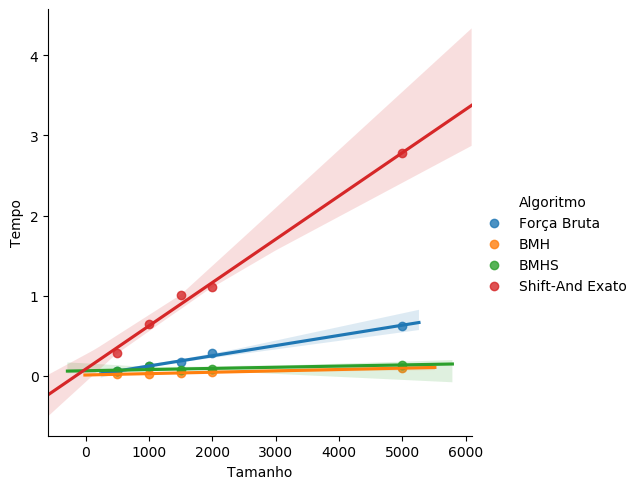 4
3
2
1
0
Tempo
0 1000 2000 3000 4000 5000 6000
Tamanho
Algoritmo
Força Bruta
BMH
BMHS
Shift-And Exato